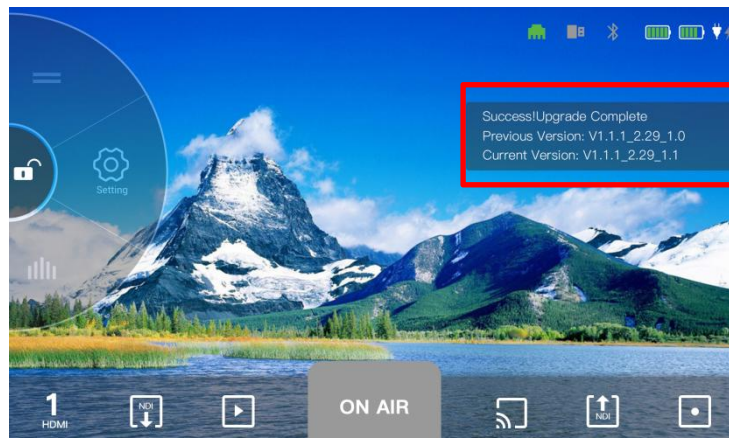 Success!Upgrade Complete
Previous Version: V1.1.1_2.29_1.0
Current Version: V1.1.1_2.29_1.1
Setting
ON AIR
1
HDMI
NDI
NDI